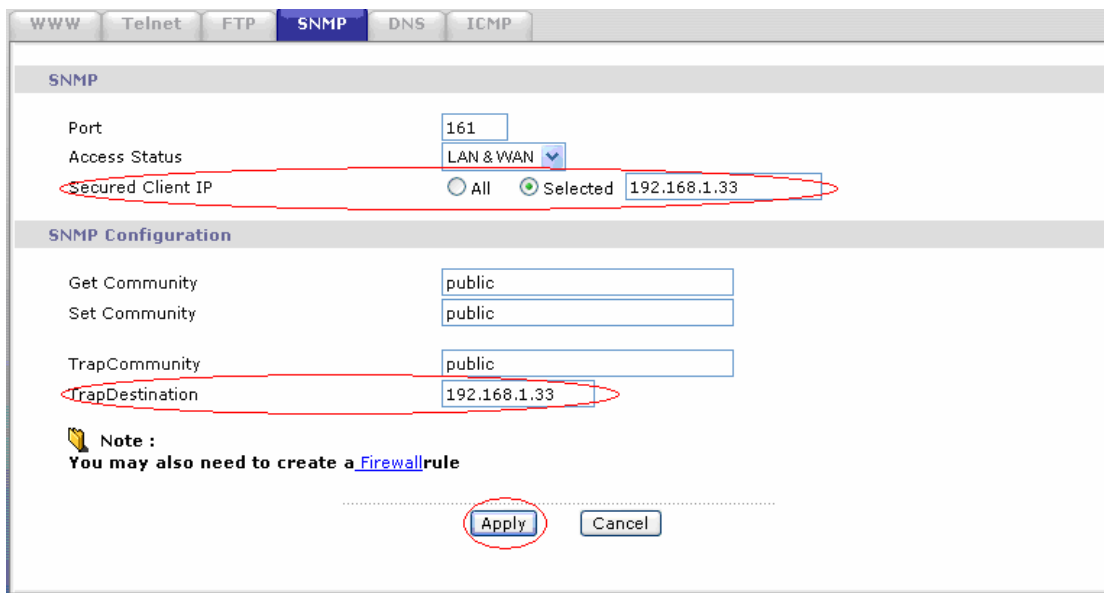 WWW Telnet FTP SNMP DNS ICMP
SNMP
Port 161
Access Status LAN & WAN
Secured Client IP All Selected 192.168.1.33
SNMP Configuration
Get Community public
Set Community public
TrapCommunity public
TrapDestination 192.168.1.33
Note :
You may also need to create a Firewallrule
Apply Cancel